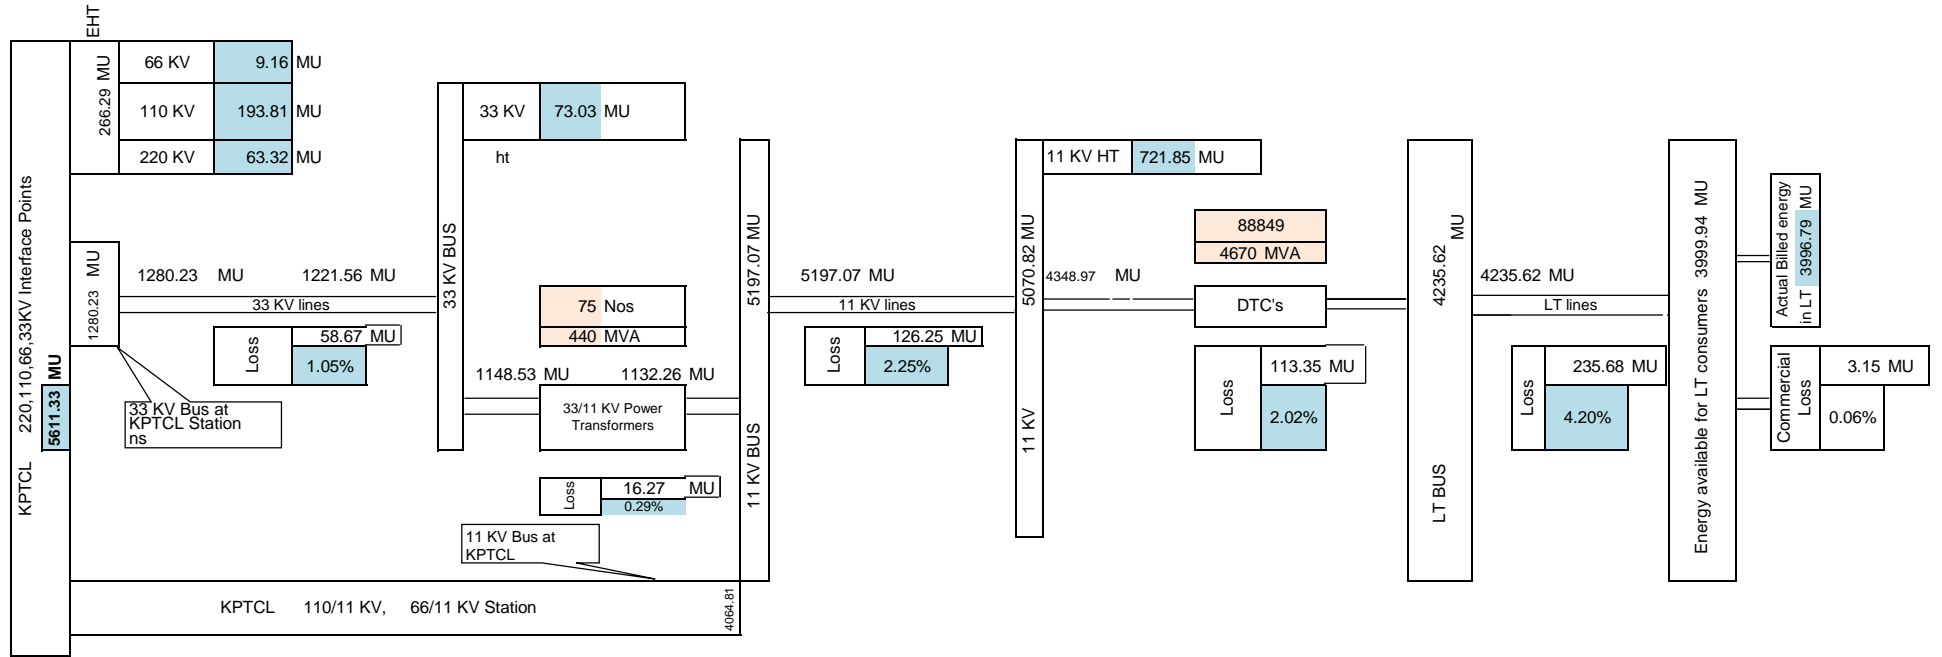 EHT
266.29 MU
66 KV 9.16 MU
110 KV 193.81 MU
220 KV 63.32 MU
KPTCL 220,110,66,33KV Interface Points
5611.33 MU
1280.23 MU
1280.23 MU 1221.56 MU
33 KV lines
Loss 58.67 MU
1.05%
33 KV Bus at
KPTCL Station
ns
33 KV BUS
33 KV 73.03 MU
ht
75 Nos
440 MVA
1148.53 MU 1132.26 MU
33/11 KV Power
Transformers
Loss 16.27 MU
0.29%
11 KV Bus at
KPTCL
KPTCL 110/11 KV, 66/11 KV Station
4064.81
11 KV BUS 5197.07 MU
5197.07 MU
11 KV lines
Loss 126.25 MU
2.25%
11 KV 5070.82 MU
11 KV HT 721.85 MU
88849
4670 MVA
4348.97 MU
DTC's
Loss 113.35 MU
2.02%
LT BUS 4235.62 MU
4235.62 MU
LT lines
Loss 235.68 MU
4.20%
Energy available for LT consumers 3999.94 MU
Actual Billed energy
in LT 3996.79 MU
Commercial
Loss
3.15 MU
0.06%